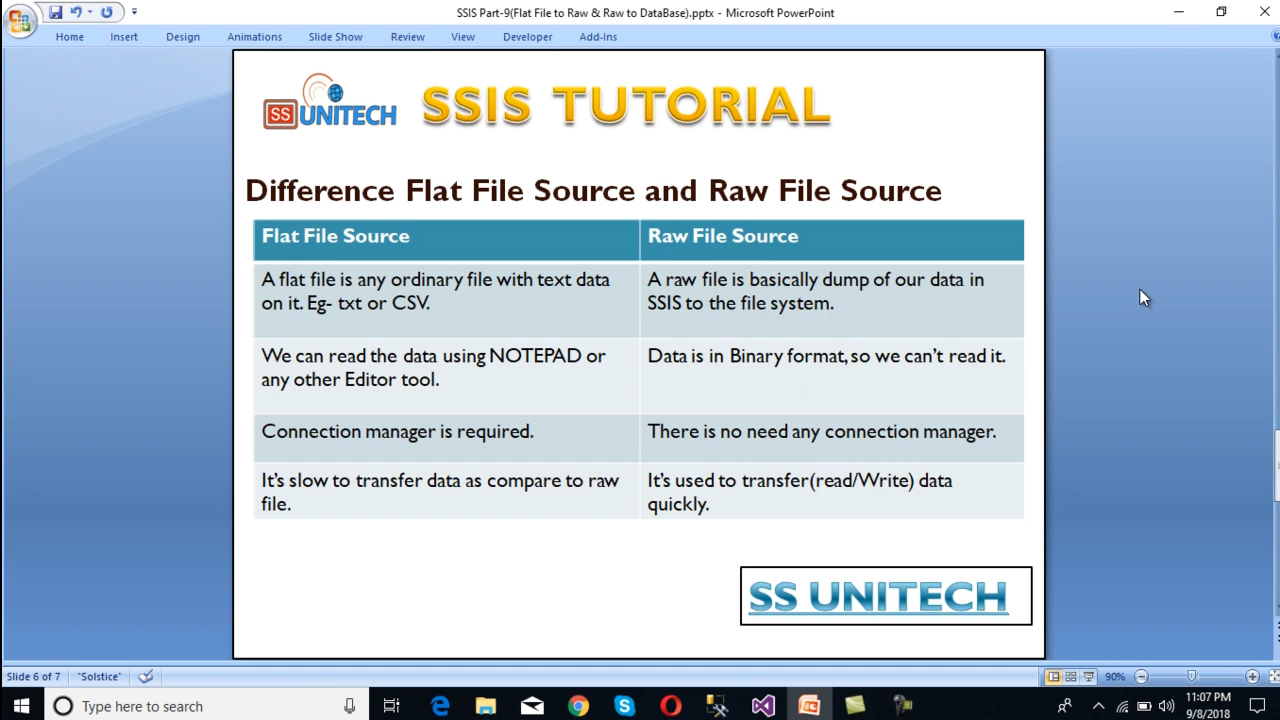 SSIS Part-9(Flat File to Raw & Raw to DataBase).pptx - Microsoft PowerPoint
Home Insert Design Animations Slide Show Review View Developer Add-Ins
SS UNITECH
SSIS TUTORIAL
Difference Flat File Source and Raw File Source
Flat File Source
Raw File Source
A flat file is any ordinary file with text data
on it. Eg- txt or CSV.
A raw file is basically dump of our data in
SSIS to the file system.
We can read the data using NOTEPAD or
any other Editor tool.
Data is in Binary format, so we can't read it.
Connection manager is required.
There is no need any connection manager.
It's slow to transfer data as compare to raw
file.
It's used to transfer(read/Write) data
quickly.
SS UNITECH
Slide 6 of 7 "Solstice" 90%
Type here to search
11:07 PM
9/8/2018